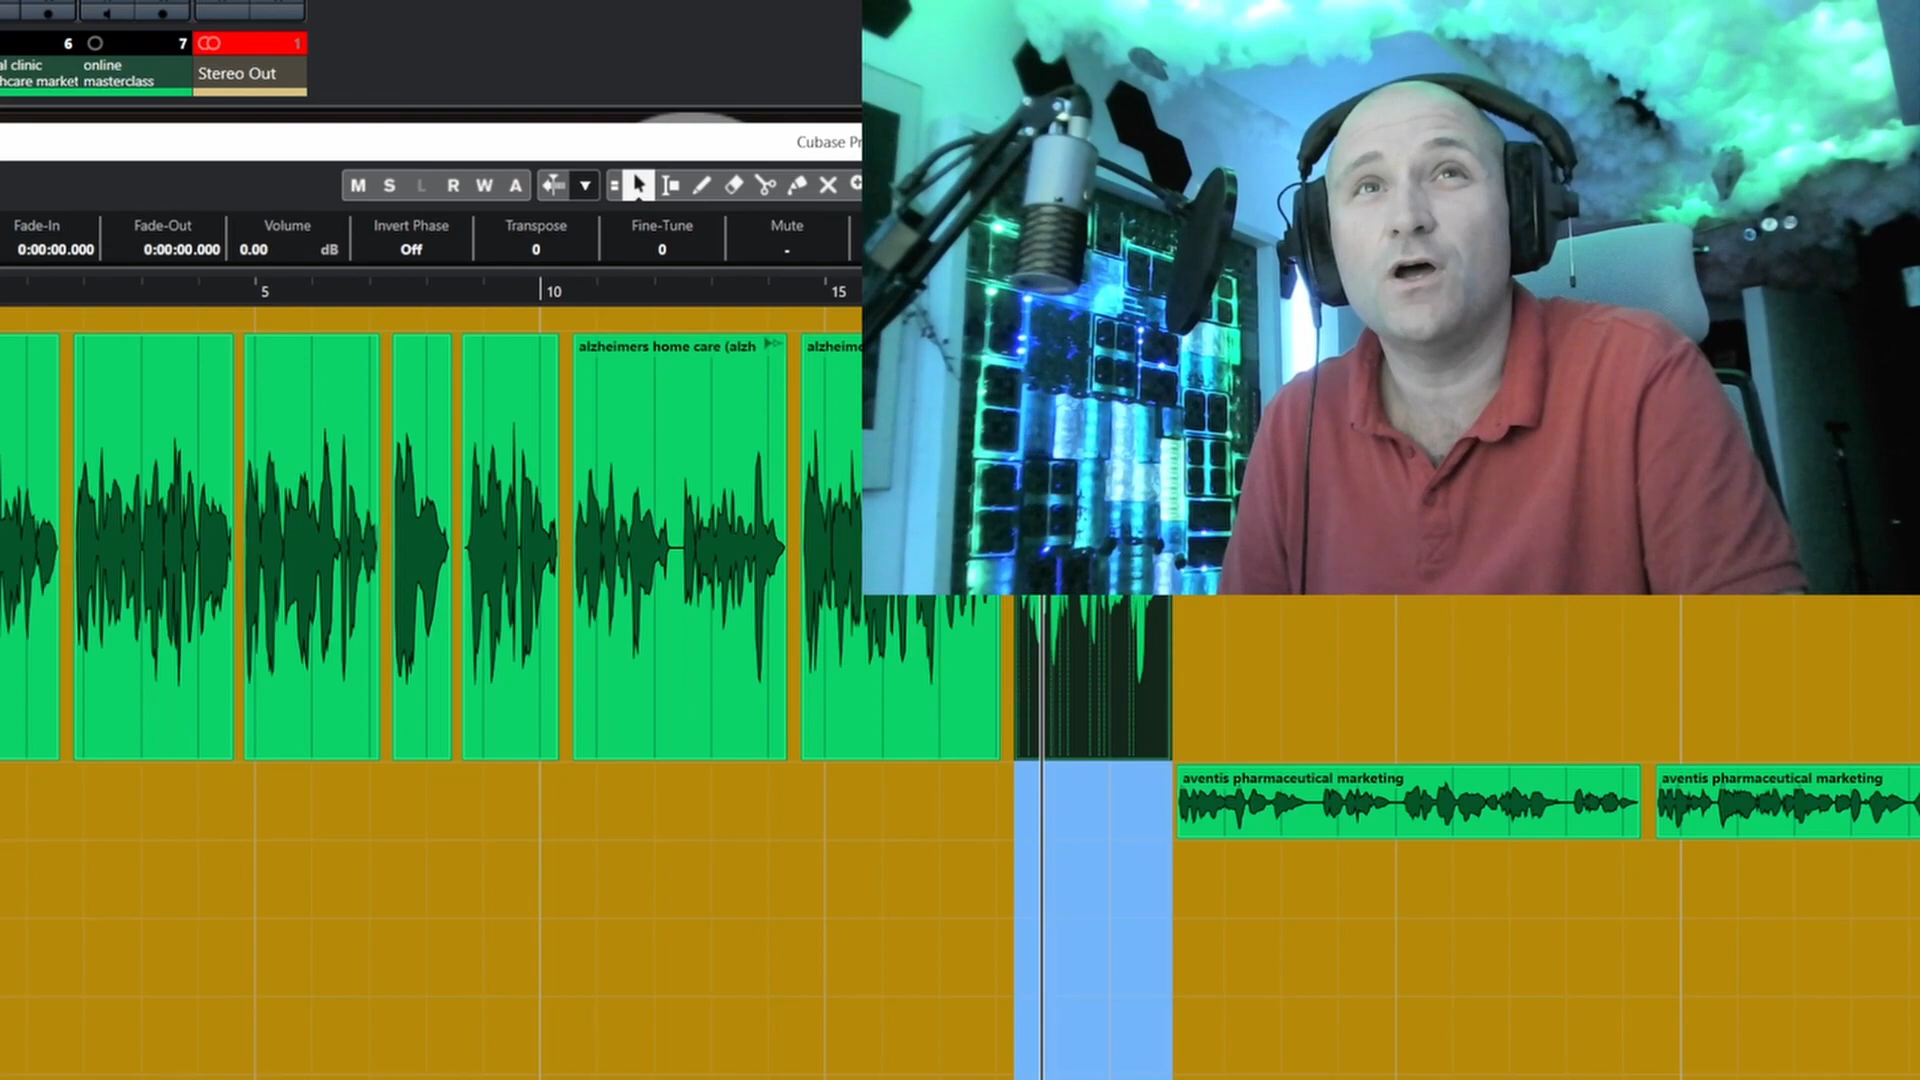 6
7
1
al clinic
hcare market
online
masterclass
Stereo Out
Cubase Pr
M S L R W A
Fade-In
Fade-Out
Volume
Invert Phase
Transpose
Fine-Tune
Mute
0:00:00.000
0:00:00.000
0.00 dB
Off
0
0
-
5
10
15
alzheimers home care (alzh
alzheime
aventis pharmaceutical marketing
aventis pharmaceutical marketing